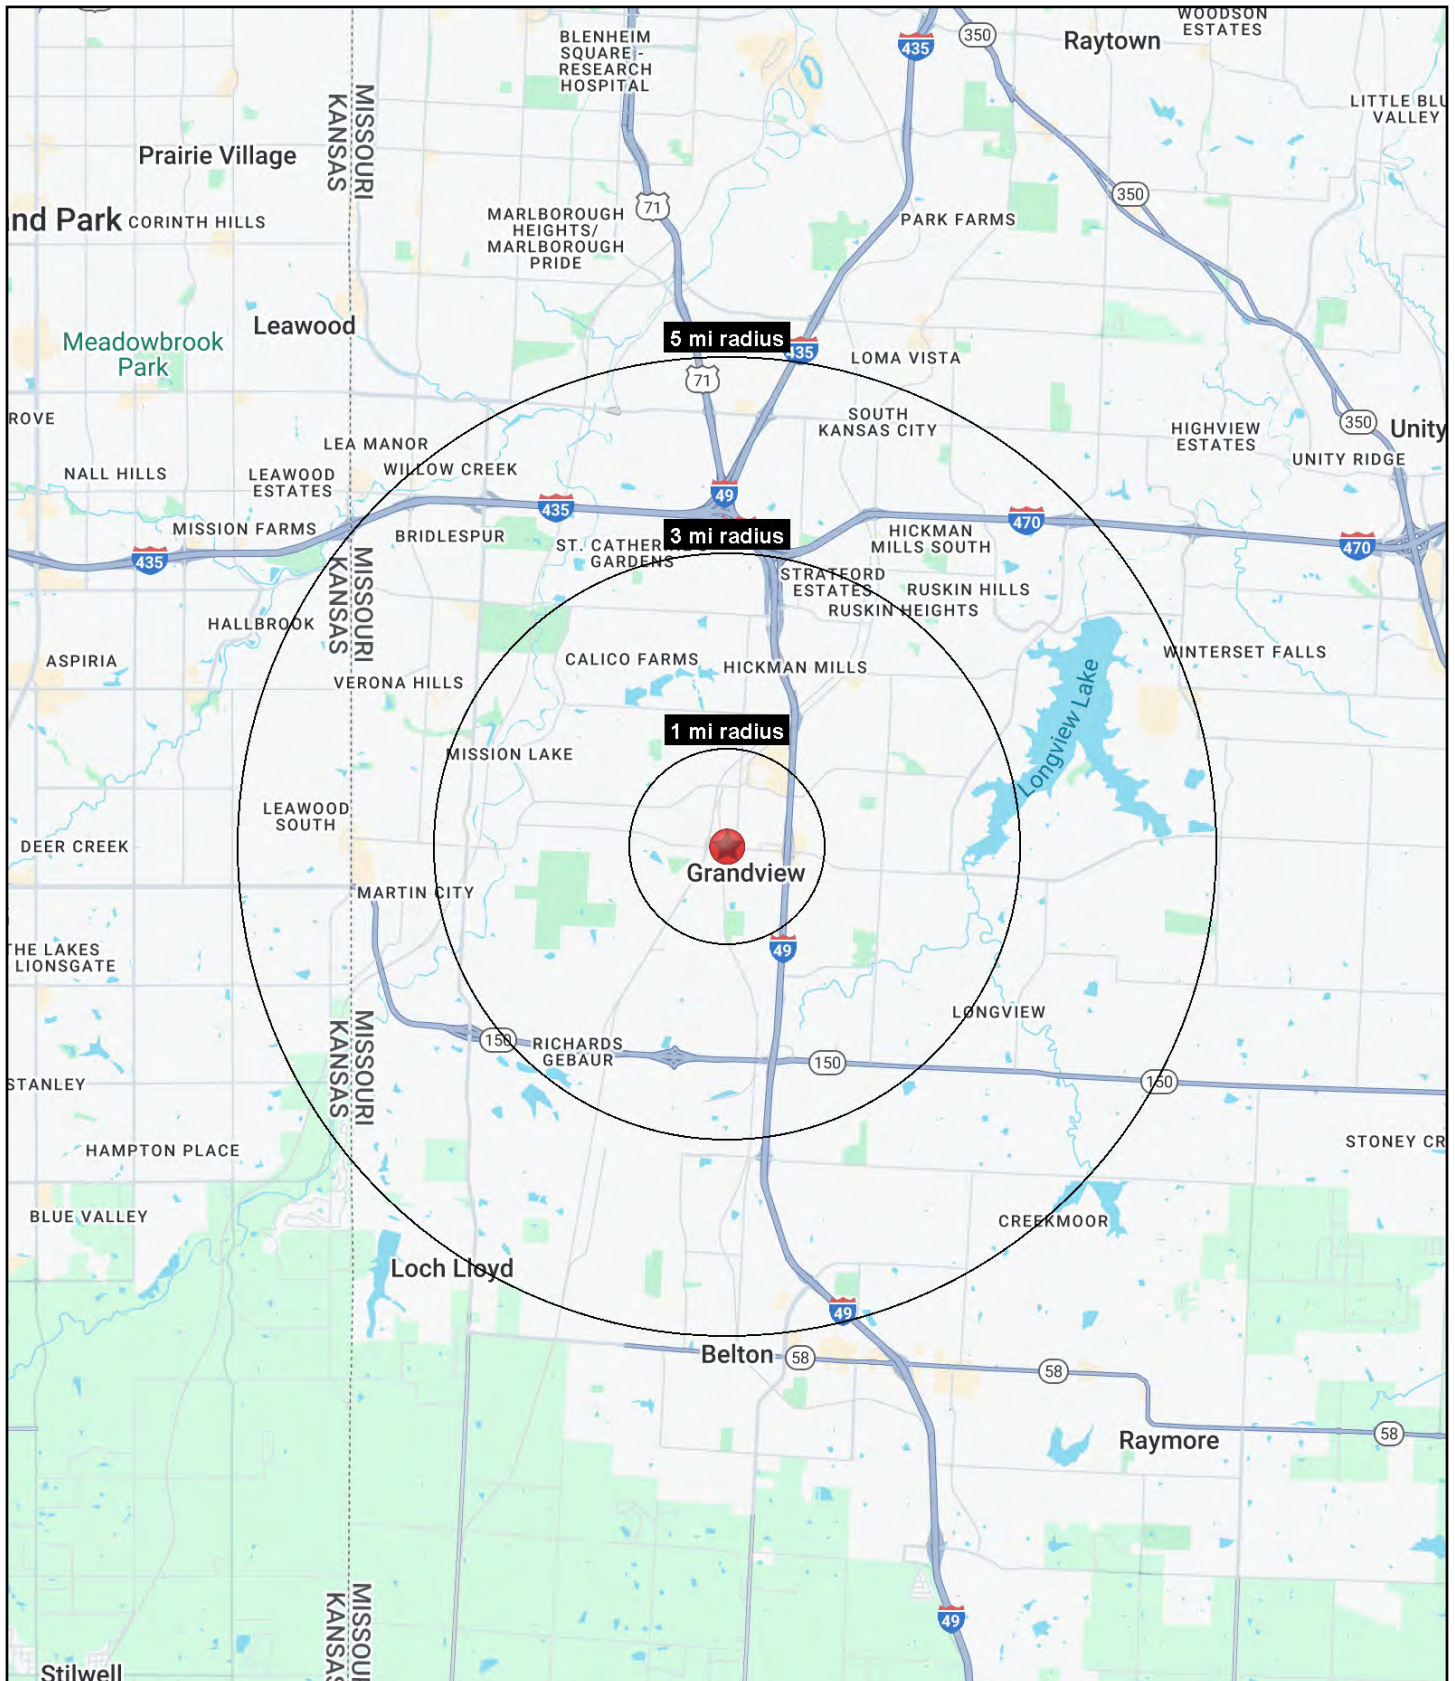 WOODSON
ESTATES
350
Raytown
435
BLENHEIM
SQUARE -
RESEARCH
HOSPITAL
LITTLE BLU
VALLEY
MISSOURI
KANSAS
Prairie Village
350
71
nd Park
CORINTH HILLS
MARLBOROUGH
HEIGHTS/
MARLBOROUGH
PRIDE
PARK FARMS
Leawood
Meadowbrook
Park
5 mi radius
435
LOMA VISTA
71
ROVE
SOUTH
KANSAS CITY
350
Unity
HIGHVIEW
ESTATES
LEA MANOR
UNITY RIDGE
NALL HILLS
LEAWOOD
ESTATES
WILLOW CREEK
49
435
470
MISSION FARMS
BRIDLESPUR
3 mi radius
HICKMAN
MILLS SOUTH
470
435
ST. CATHER
GARDENS
MISSOURI
KANSAS
STRATFORD
ESTATES
RUSKIN HILLS
RUSKIN HEIGHTS
HALLBROOK
ASPIRIA
CALICO FARMS
HICKMAN MILLS
WINTERSET FALLS
VERONA HILLS
Longview Lake
1 mi radius
MISSION LAKE
LEAWOOD
SOUTH
DEER CREEK
Grandview
MARTIN CITY
THE LAKES
LIONSGATE
49
MISSOURI
KANSAS
LONGVIEW
150
RICHARDS
GEBAUR
150
150
STANLEY
HAMPTON PLACE
STONEY CR
BLUE VALLEY
CREEKMOOR
Loch Lloyd
49
Belton
58
58
Raymore
58
MISSOUR
KANSAS
49
Stilwell